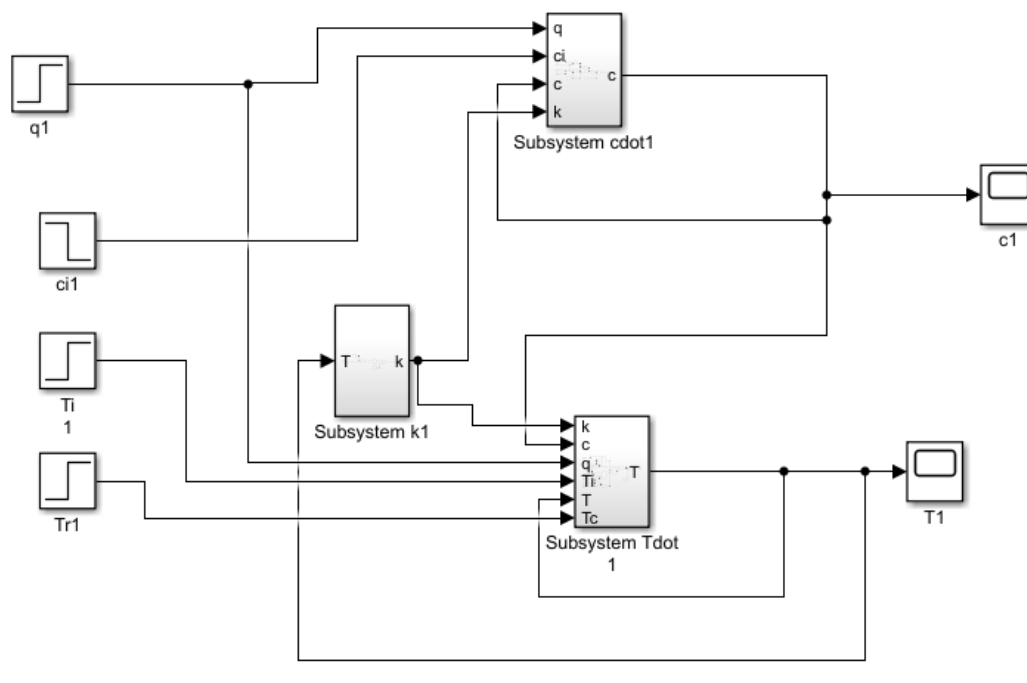 q
ci
c
k
c
Subsystem cdot1
q1
c1
ci1
T
k
Subsystem k1
Ti
1
k
c
q
Ti
T
Tc
T
Subsystem Tdot
1
Tr1
T1